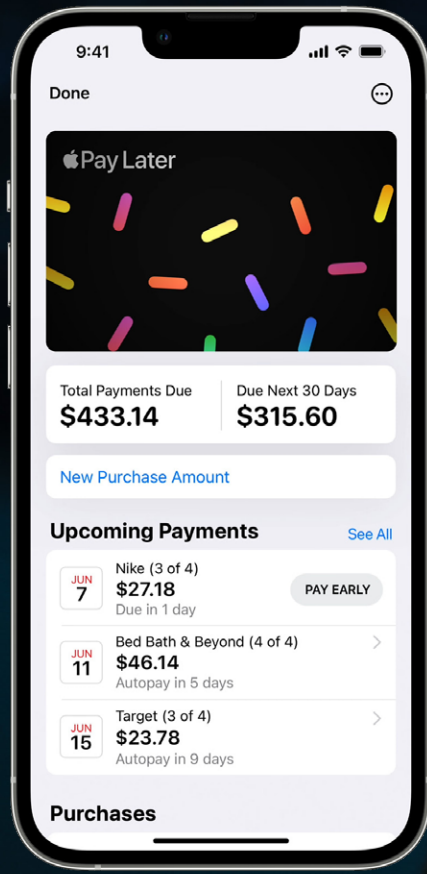 9:41
Done
Pay Later
Total Payments Due
$433.14
Due Next 30 Days
$315.60
New Purchase Amount
Upcoming Payments
See All
JUN
7
Nike (3 of 4)
$27.18
Due in 1 day
PAY EARLY
JUN
11
Bed Bath & Beyond (4 of 4)
$46.14
Autopay in 5 days
JUN
15
Target (3 of 4)
$23.78
Autopay in 9 days
Purchases